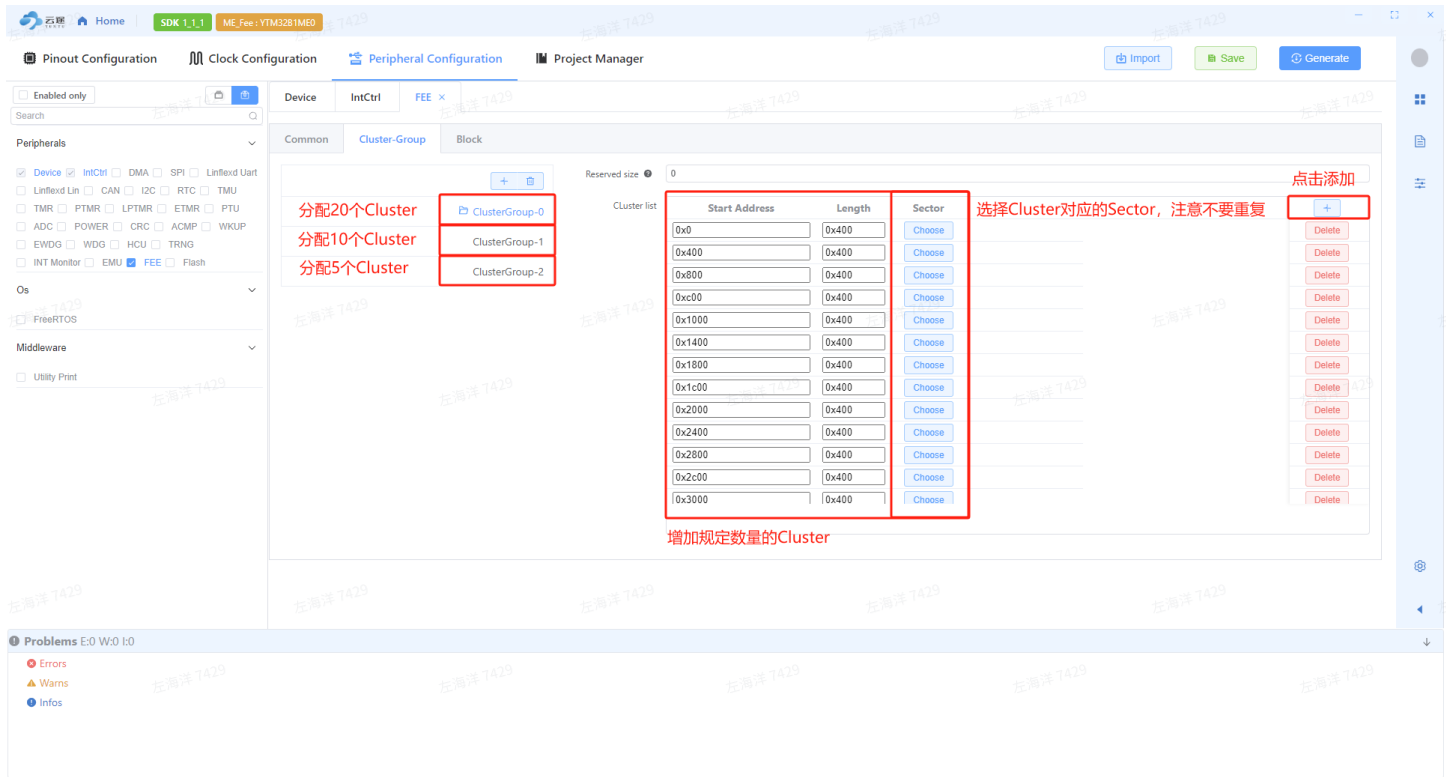 云途 Home SDK 1_1_1 ME_Fee : YTM32B1ME0
Pinout Configuration Clock Configuration Peripheral Configuration Project Manager Import Save Generate
Enabled only
Search
Peripherals
Device IntCtrl DMA SPI Linflexd Uart
Linflexd Lin CAN I2C RTC TMU
TMR PTMR LPTMR ETMR PTU
ADC POWER CRC ACMP WKUP
EWDG WDG HCU TRNG
INT Monitor EMU FEE Flash
Os
FreeRTOS
Middleware
Utility Print
Device IntCtrl FEE ×
Common Cluster-Group Block
分配20个Cluster ClusterGroup-0
分配10个Cluster ClusterGroup-1
分配5个Cluster ClusterGroup-2
Reserved size 0
点击添加
CLuster list Start Address Length Sector 选择Cluster对应的Sector，注意不要重复 +
0x0 0x400 Choose Delete
0x400 0x400 Choose Delete
0x800 0x400 Choose Delete
0xc00 0x400 Choose Delete
0x1000 0x400 Choose Delete
0x1400 0x400 Choose Delete
0x1800 0x400 Choose Delete
0x1c00 0x400 Choose Delete
0x2000 0x400 Choose Delete
0x2400 0x400 Choose Delete
0x2800 0x400 Choose Delete
0x2c00 0x400 Choose Delete
0x3000 0x400 Choose Delete
增加规定数量的Cluster
Problems E:0 W:0 I:0
Errors
Warns
Infos
左海洋 7429